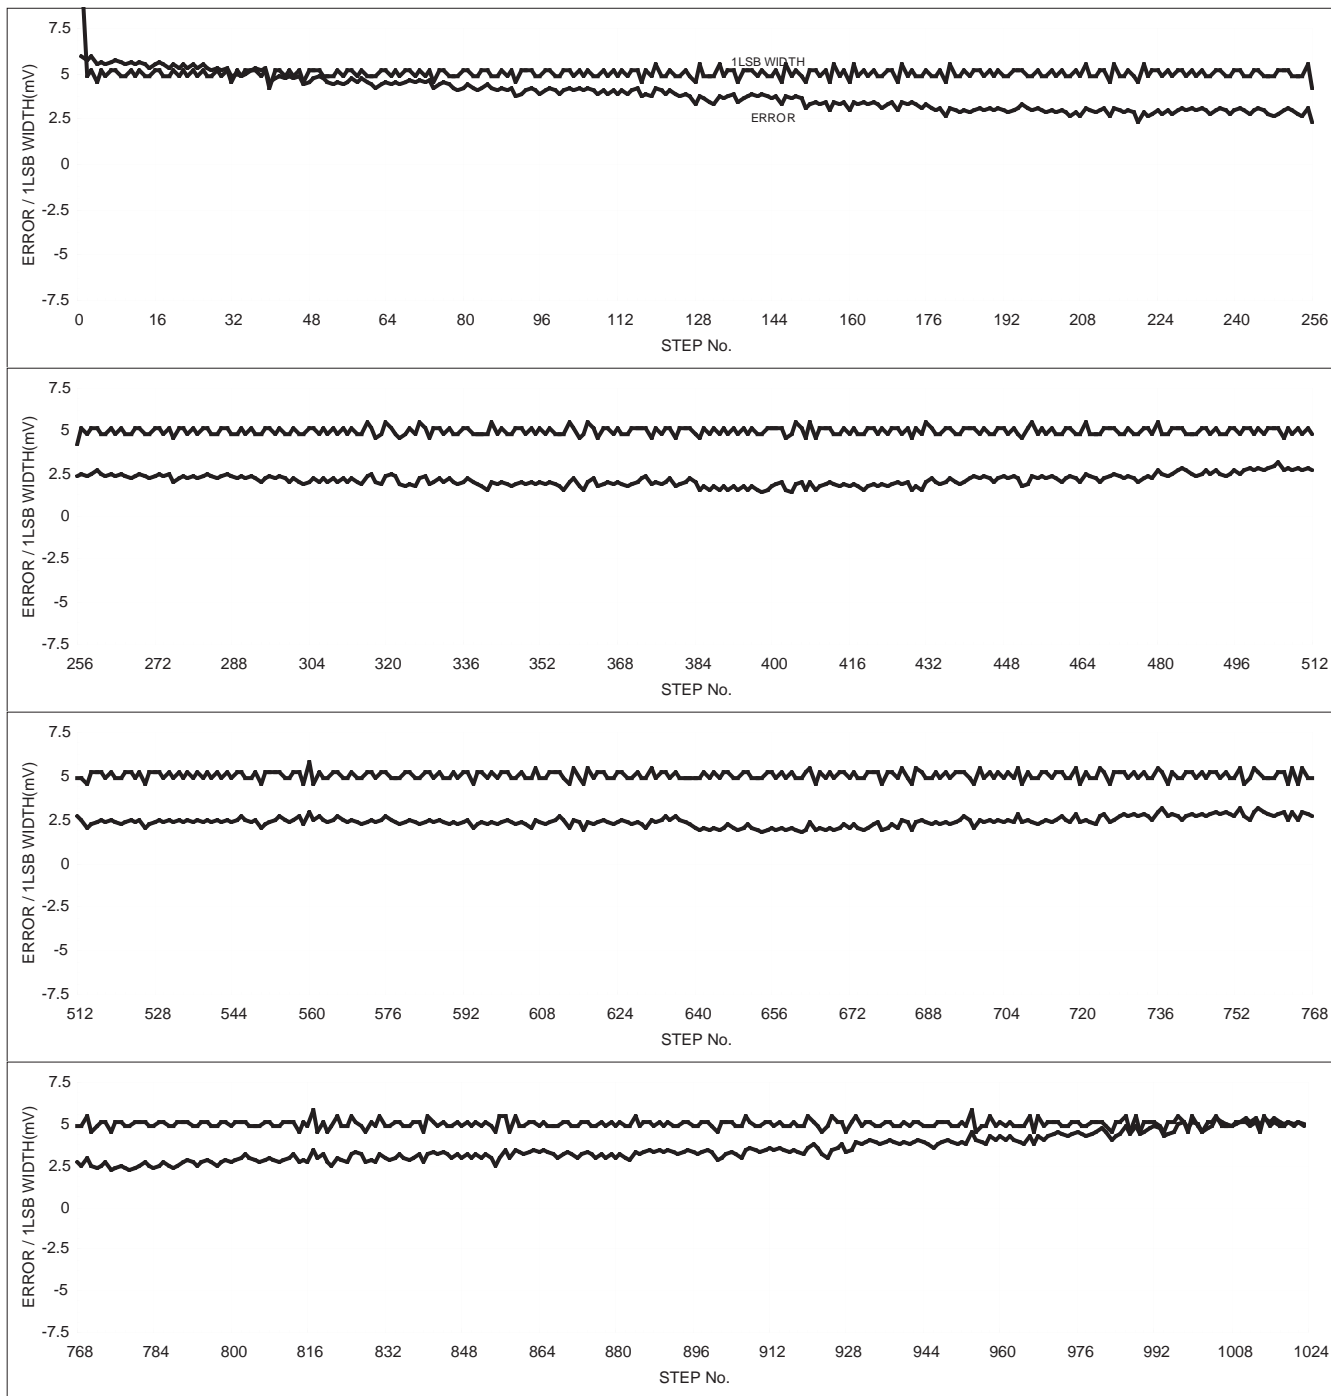 7.5
5
2.5
0
-2.5
-5
-7.5
ERROR / 1LSB WIDTH(mV)
1LSB WIDTH
ERROR
0 16 32 48 64 80 96 112 128 144 160 176 192 208 224 240 256
STEP No.
7.5
5
2.5
0
-2.5
-5
-7.5
ERROR / 1LSB WIDTH(mV)
256 272 288 304 320 336 352 368 384 400 416 432 448 464 480 496 512
STEP No.
7.5
5
2.5
0
-2.5
-5
-7.5
ERROR / 1LSB WIDTH(mV)
512 528 544 560 576 592 608 624 640 656 672 688 704 720 736 752 768
STEP No.
7.5
5
2.5
0
-2.5
-5
-7.5
ERROR / 1LSB WIDTH(mV)
768 784 800 816 832 848 864 880 896 912 928 944 960 976 992 1008 1024
STEP No.